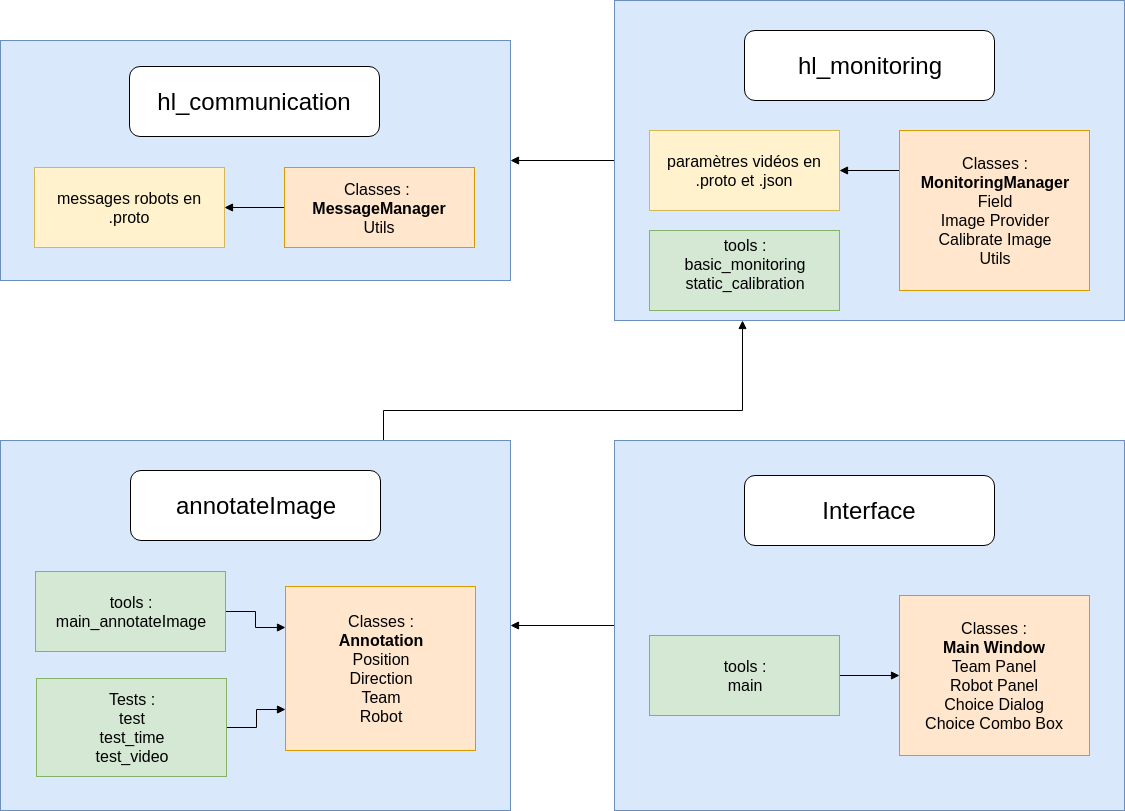 hl_communication
messages robots en
.proto
Classes :
MessageManager
Utils
hl_monitoring
paramètres vidéos en
.proto et .json
Classes :
MonitoringManager
Field
Image Provider
Calibrate Image
Utils
tools :
basic_monitoring
static_calibration
annotateImage
tools :
main_annotateImage
Classes :
Annotation
Position
Direction
Team
Robot
Tests :
test
test_time
test_video
Interface
tools :
main
Classes :
Main Window
Team Panel
Robot Panel
Choice Dialog
Choice Combo Box